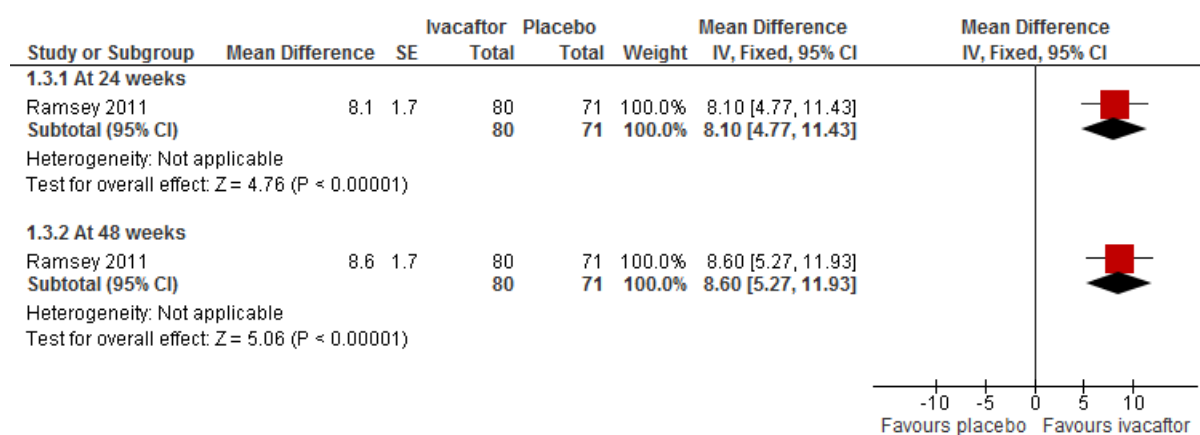 Ivacaftor Placebo Mean Difference Mean Difference
Study or Subgroup Mean Difference SE Total Total Weight IV, Fixed, 95% CI IV, Fixed, 95% CI
1.3.1 At 24 weeks
Ramsey 2011 8.1 1.7 80 71 100.0% 8.10 [4.77, 11.43]
Subtotal (95% CI) 80 71 100.0% 8.10 [4.77, 11.43]
Heterogeneity: Not applicable
Test for overall effect: Z = 4.76 (P < 0.00001)
1.3.2 At 48 weeks
Ramsey 2011 8.6 1.7 80 71 100.0% 8.60 [5.27, 11.93]
Subtotal (95% CI) 80 71 100.0% 8.60 [5.27, 11.93]
Heterogeneity: Not applicable
Test for overall effect: Z = 5.06 (P < 0.00001)
-10 -5 0 5 10
Favours placebo Favours ivacaftor